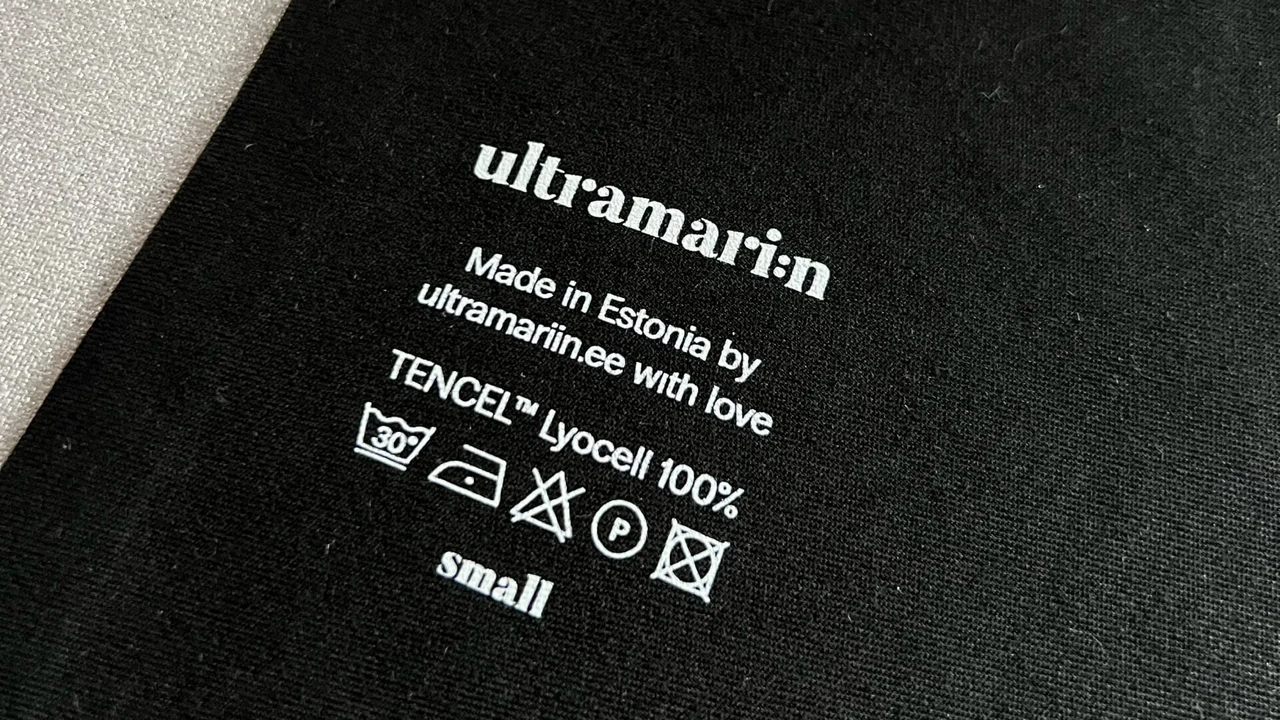 ultramari:n
Made in Estonia by
ultramariin.ee with love
TENCEL™ Lyocell 100%
30°
P
small